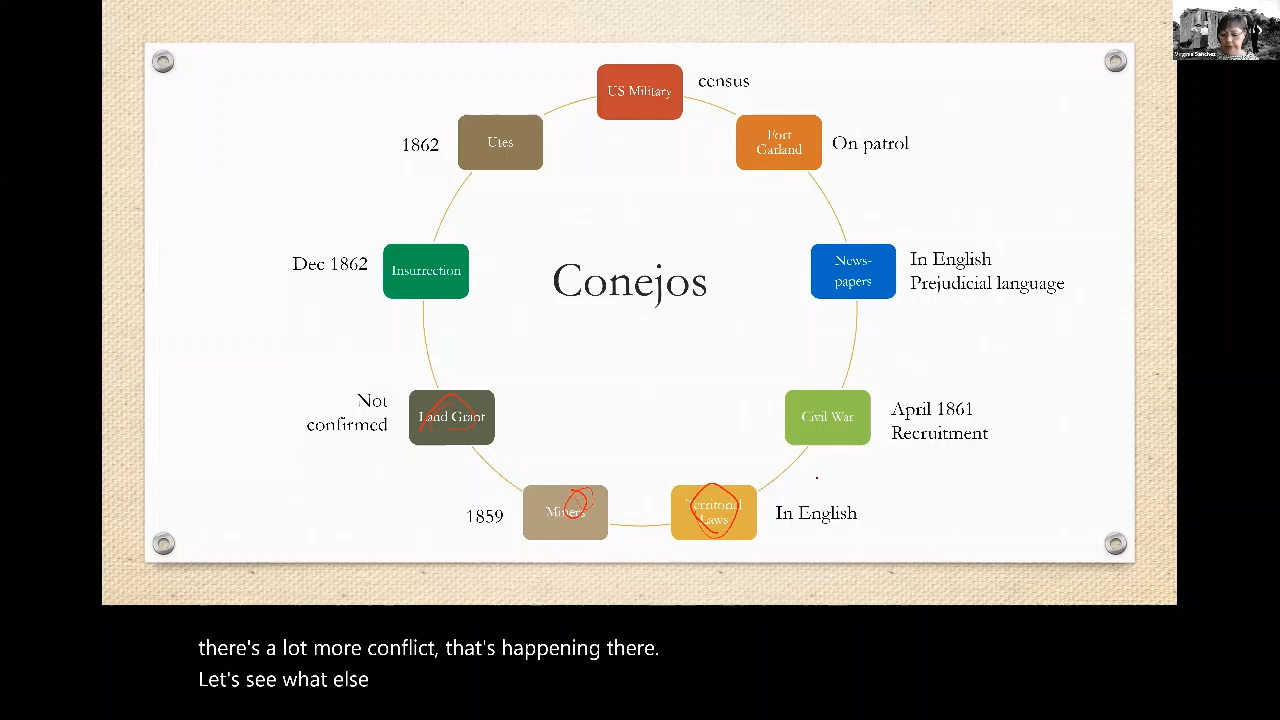 Virginia Sanchez
US Military
census
Fort
Garland
On patrol
News-
papers
In English
Prejudicial language
Civil War
April 1861
Recruitment
Territorial
Laws
In English
Miners
1859
Land Grant
Not
confirmed
Insurrection
Dec 1862
Utes
1862
Conejos
there's a lot more conflict, that's happening there.
Let's see what else